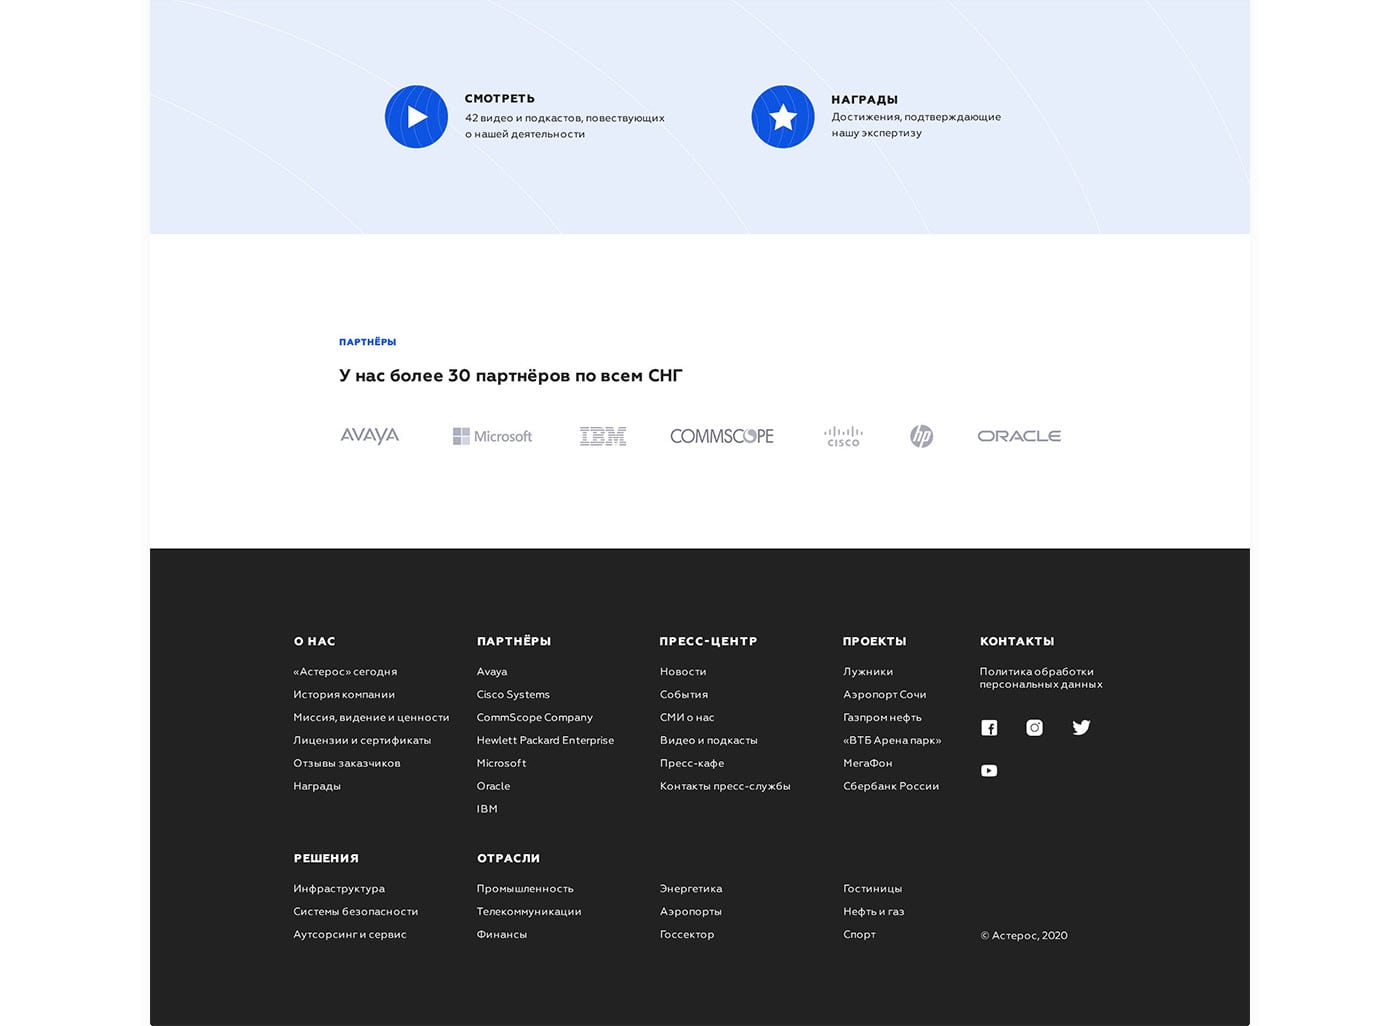 СМОТРЕТЬ
42 видео и подкастов, повествующих
о нашей деятельности
НАГРАДЫ
Достижения, подтверждающие
нашу экспертизу
ПАРТНЁРЫ
У нас более 30 партнёров по всем СНГ
AVAYA
Microsoft
IBM
COMMSCOPE
CISCO
hp
ORACLE
О НАС
«Астерос» сегодня
История компании
Миссия, видение и ценности
Лицензии и сертификаты
Отзывы заказчиков
Награды
ПАРТНЁРЫ
Avaya
Cisco Systems
CommScope Company
Hewlett Packard Enterprise
Microsoft
Oracle
IBM
ПРЕСС-ЦЕНТР
Новости
События
СМИ о нас
Видео и подкасты
Пресс-кафе
Контакты пресс-службы
ПРОЕКТЫ
Лужники
Аэропорт Сочи
Газпром нефть
«ВТБ Арена парк»
МегаФон
Сбербанк России
КОНТАКТЫ
Политика обработки
персональных данных
РЕШЕНИЯ
Инфраструктура
Системы безопасности
Аутсорсинг и сервис
ОТРАСЛИ
Промышленность
Телекоммуникации
Финансы
Энергетика
Аэропорты
Госсектор
Гостиницы
Нефть и газ
Спорт
© Астерос, 2020